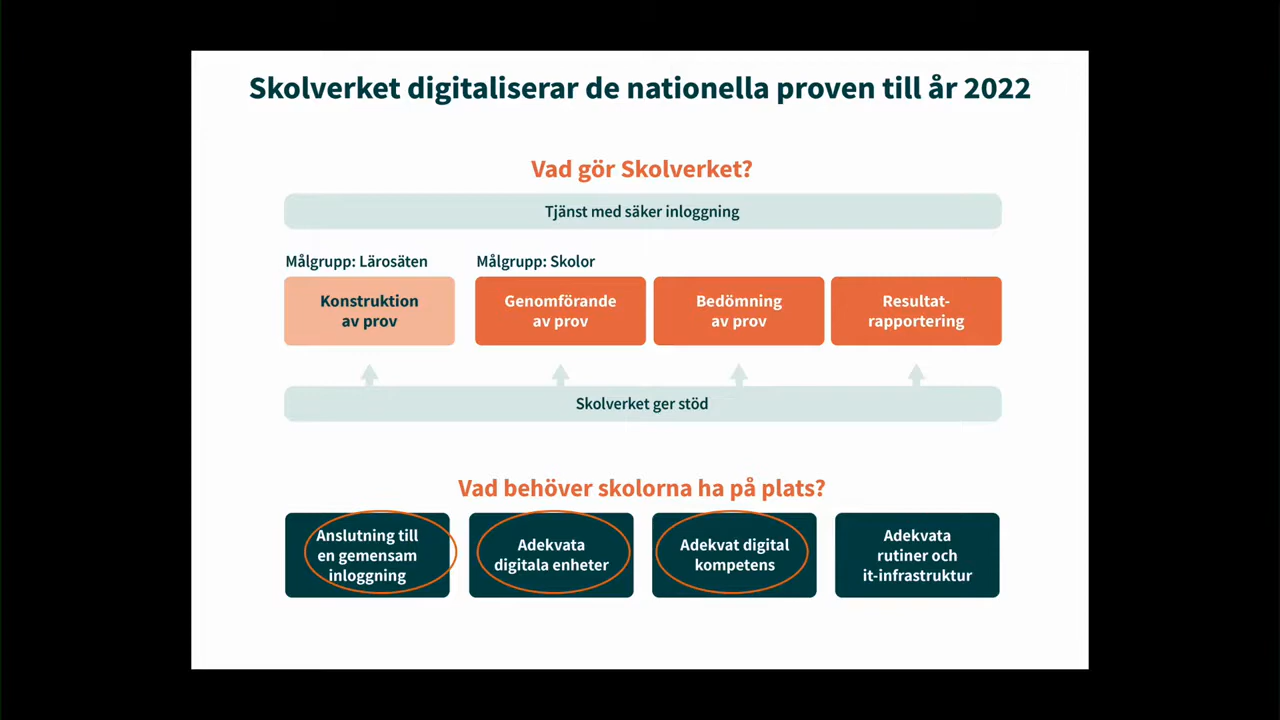 Skolverket digitaliserar de nationella proven till år 2022
Vad gör Skolverket?
Tjänst med säker inloggning
Målgrupp: Lärosäten
Målgrupp: Skolor
Konstruktion
av prov
Genomförande
av prov
Bedömning
av prov
Resultat-
rapportering
Skolverket ger stöd
Vad behöver skolorna ha på plats?
Anslutning till
en gemensam
inloggning
Adekvata
digitala enheter
Adekvat digital
kompetens
Adekvata
rutiner och
it-infrastruktur